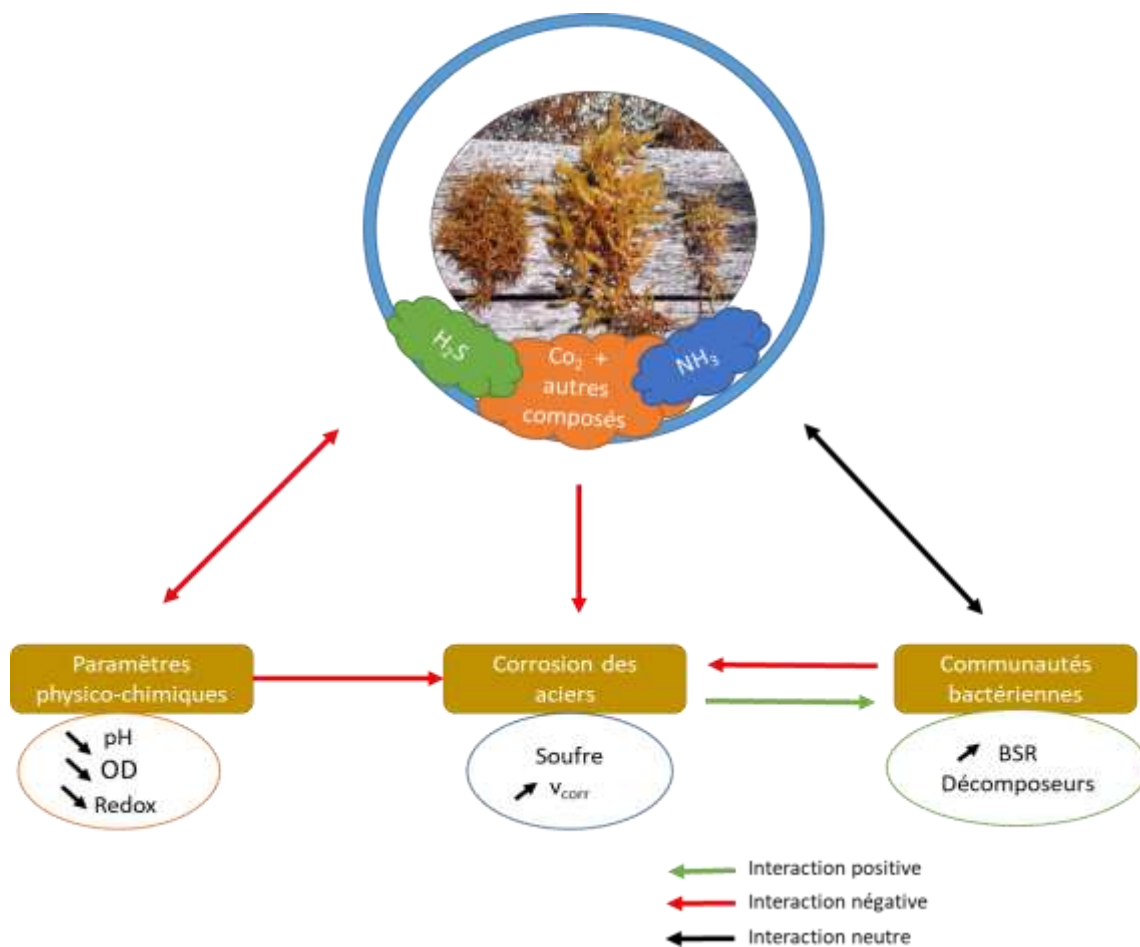 H₂S
Co₂ +
autres
composés
NH₃
Paramètres
physico-chimiques
Corrosion des
aciers
Communautés
bactériennes
pH
OD
Redox
Soufre
v_corr
BSR
Décomposeurs
Interaction positive
Interaction négative
Interaction neutre